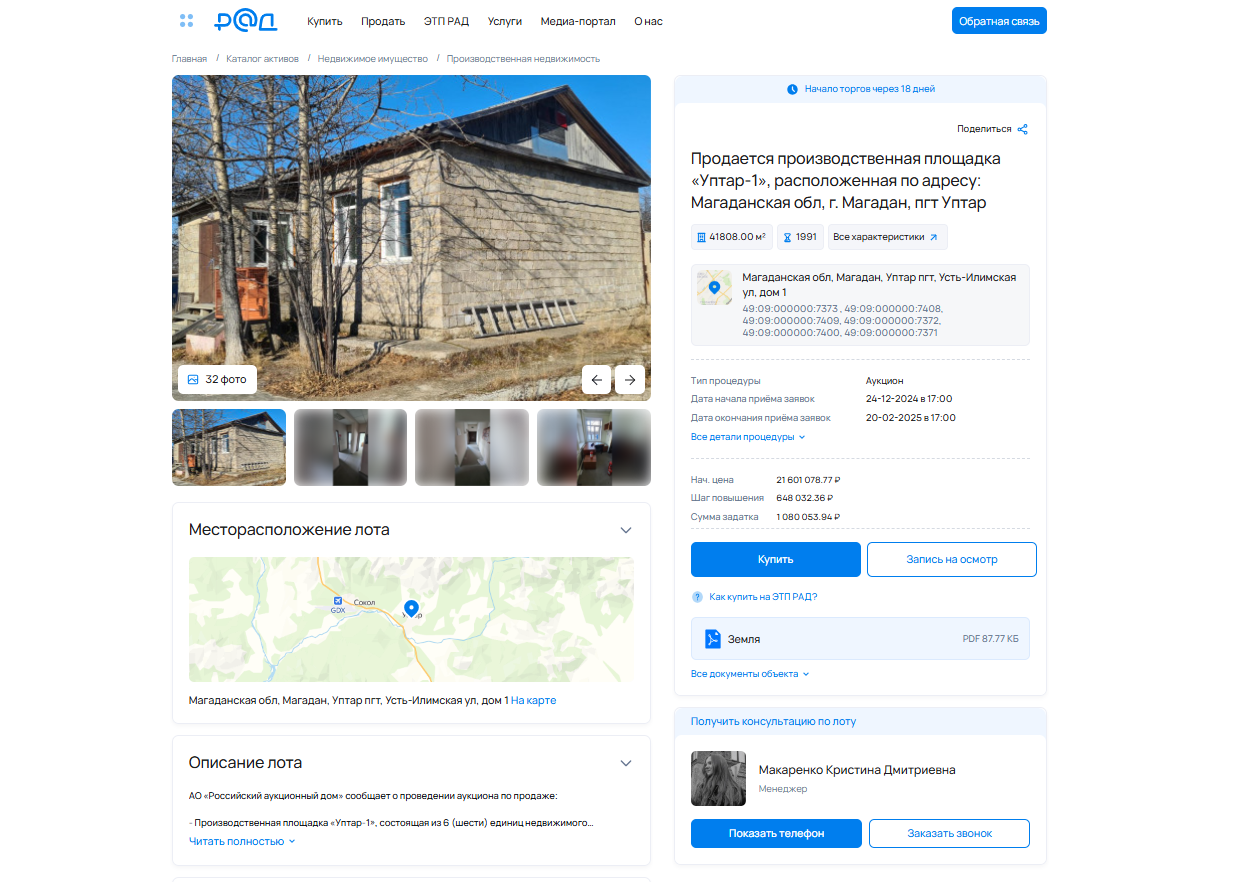 РАД
Купить Продать ЭТП РАД Услуги Медиа-портал О нас
Обратная связь
Главная / Каталог активов / Недвижимое имущество / Производственная недвижимость
32 фото
Месторасположение лота
GDX
Сокол
Магаданская обл, Магадан, Уптар пгт, Усть-Илимская ул, дом 1 На карте
Описание лота
АО «Российский аукционный дом» сообщает о проведении аукциона по продаже:
- Производственная площадка «Уптар-1», состоящая из 6 (шести) единиц недвижимого...
Читать полностью
Начало торгов через 18 дней
Поделиться
Продается производственная площадка
«Уптар-1», расположенная по адресу:
Магаданская обл, г. Магадан, пгт Уптар
41808.00 м² 1991 Все характеристики
Магаданская обл, Магадан, Уптар пгт, Усть-Илимская
ул, дом 1
49:09:000000:7373 , 49:09:000000:7408,
49:09:000000:7409, 49:09:000000:7372,
49:09:000000:7400, 49:09:000000:7371
Тип процедуры Аукцион
Дата начала приёма заявок 24-12-2024 в 17:00
Дата окончания приёма заявок 20-02-2025 в 17:00
Все детали процедуры
Нач. цена 21 601 078.77 ₽
Шаг повышения 648 032.36 ₽
Сумма задатка 1 080 053.94 ₽
Купить
Запись на осмотр
? Как купить на ЭТП РАД?
Земля PDF 87.77 КБ
Все документы объекта
Получить консультацию по лоту
Макаренко Кристина Дмитриевна
Менеджер
Показать телефон
Заказать звонок